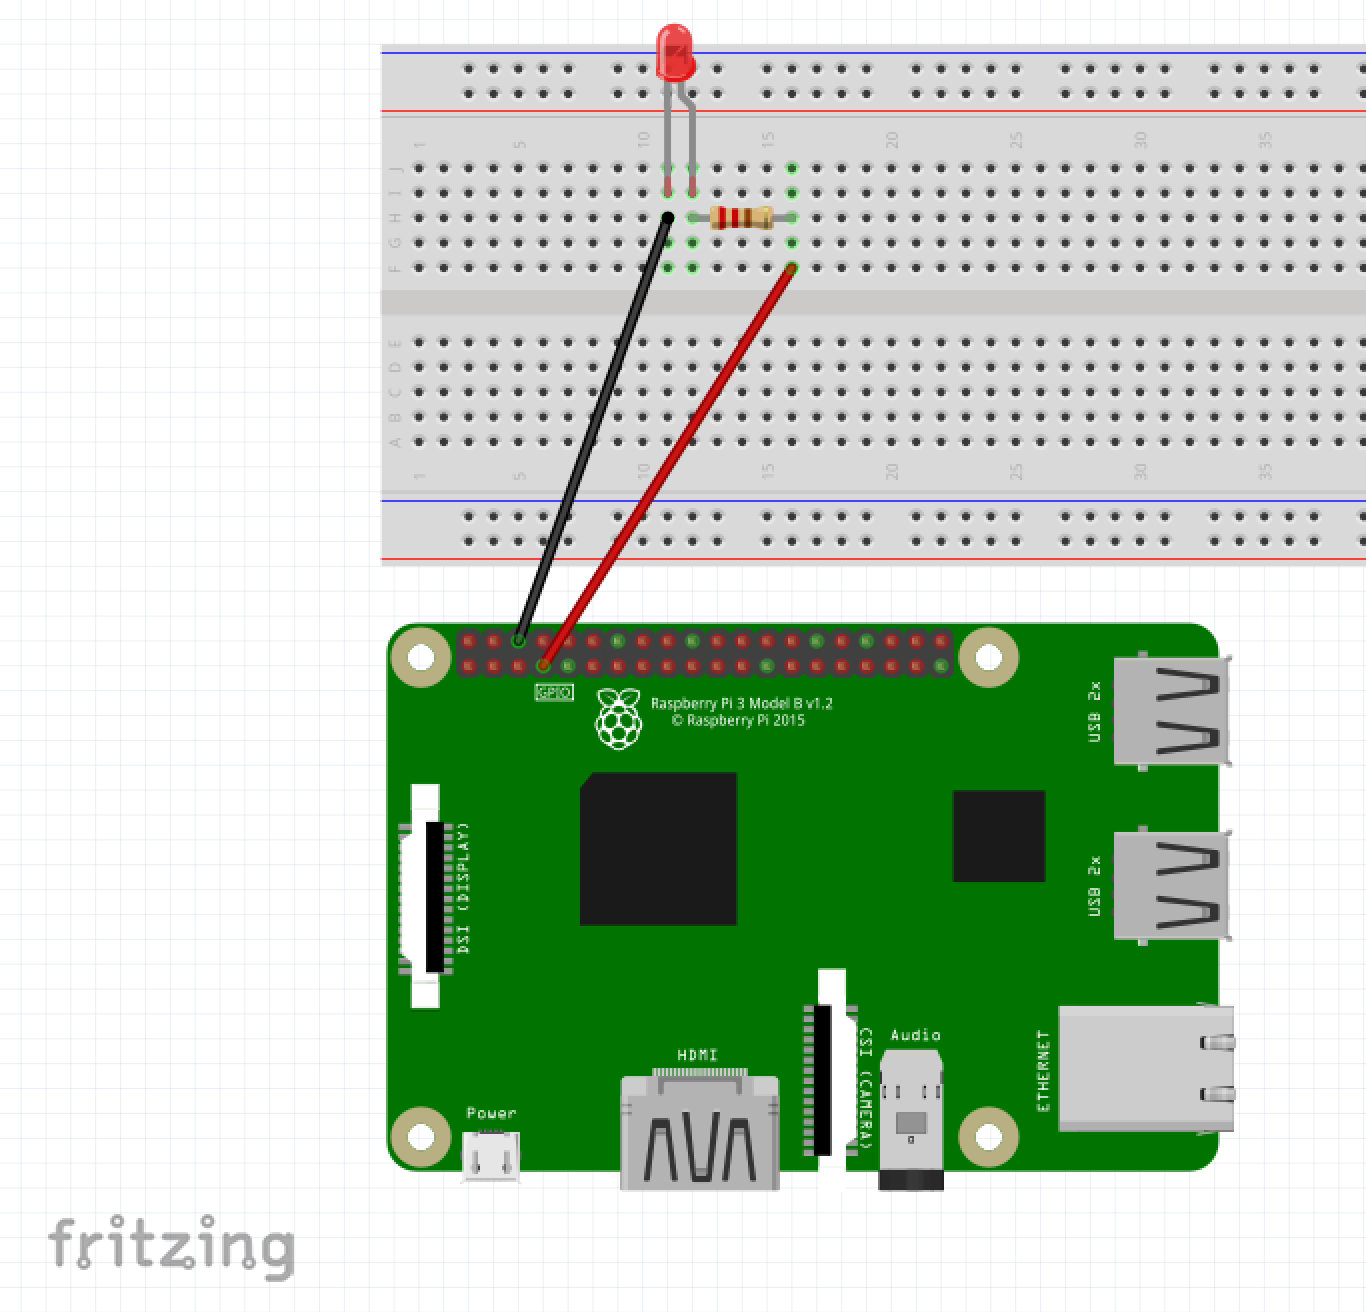 1 5 10 15 20 25 30 35
J
I
H
G
F
E
D
C
B
A
1 5 10 15 20 25 30 35
GPIO
Raspberry Pi 3 Model B v1.2
© Raspberry Pi 2015
USB 2x
DSI (DISPLAY)
USB 2x
HDMI
CSI (CAMERA)
Audio
ETHERNET
Power
fritzing